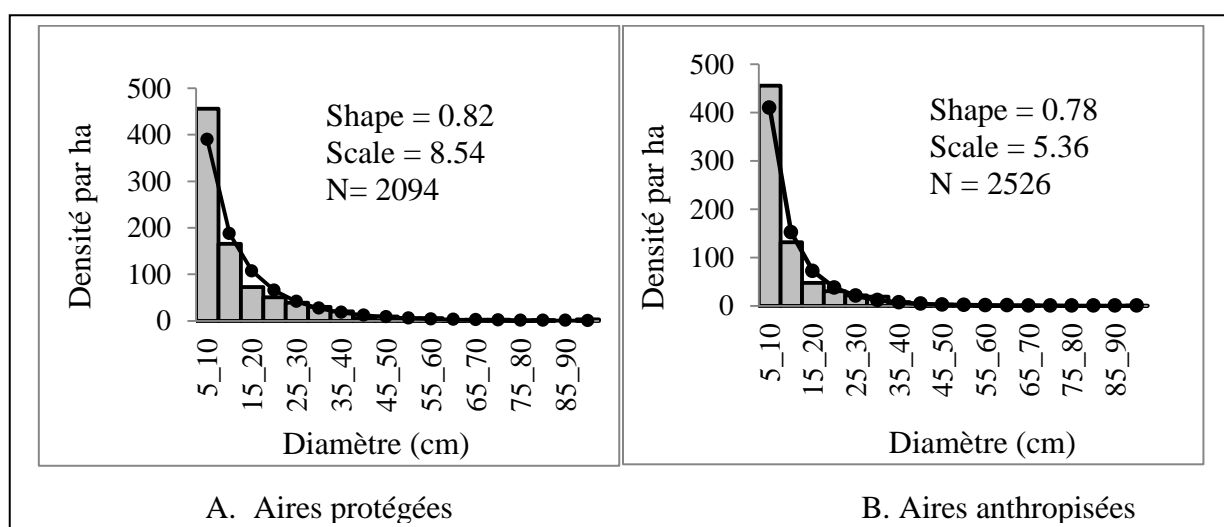 500
400
300
200
100
0
Densité par ha
Shape = 0.82
Scale = 8.54
N= 2094
5_10
15_20
25_30
35_40
45_50
55_60
65_70
75_80
85_90
Diamètre (cm)
A. Aires protégées
500
400
300
200
100
0
Densité par ha
Shape = 0.78
Scale = 5.36
N = 2526
5_10
15_20
25_30
35_40
45_50
55_60
65_70
75_80
85_90
Diamètre (cm)
B. Aires anthropisées